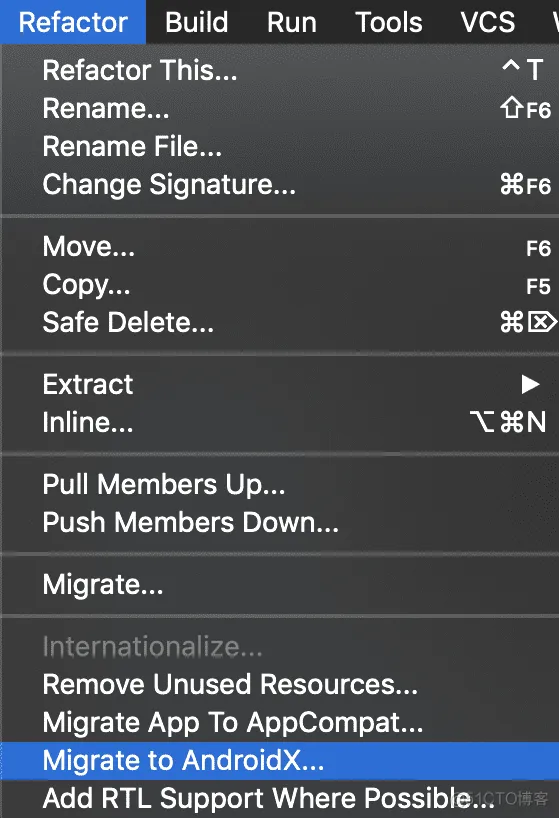 Refactor Build Run Tools VCS
Refactor This... ⌃T
Rename... ⇧F6
Rename File...
Change Signature... ⌘F6
Move... F6
Copy... F5
Safe Delete... ⌘⌦
Extract ▶
Inline... ⌥⌘N
Pull Members Up...
Push Members Down...
Migrate...
Internationalize...
Remove Unused Resources...
Migrate App To AppCompat...
Migrate to AndroidX...
Add RTL Support Where Possible...
@51CTO博客